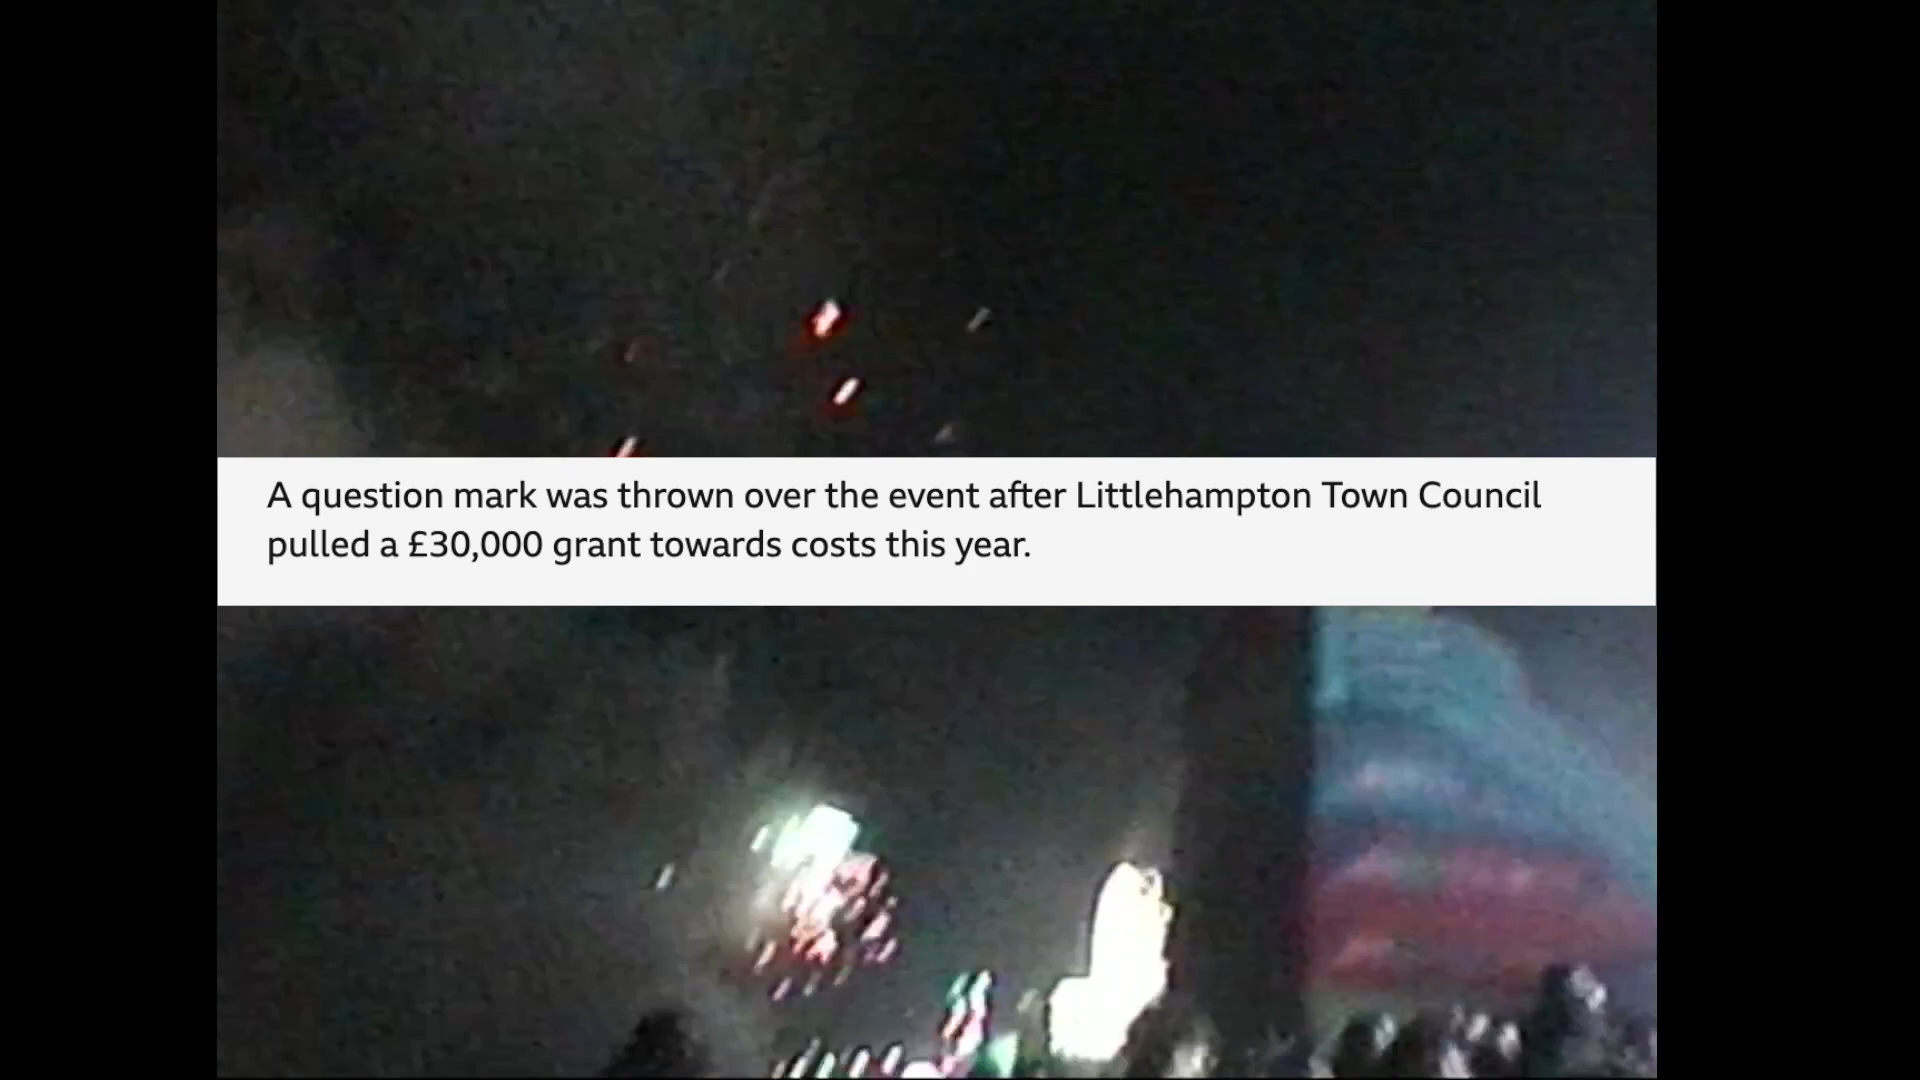 A question mark was thrown over the event after Littlehampton Town Council
pulled a £30,000 grant towards costs this year.